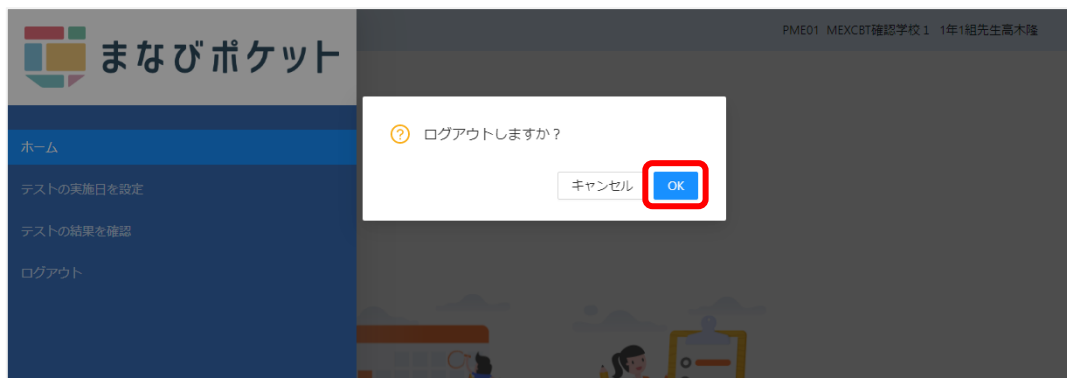 まなびポケット
PME01 MEXCBT確認学校１ 1年1組先生高木隆
ログアウトしますか？
キャンセル
OK
ホーム
テストの実施日を設定
テストの結果を確認
ログアウト